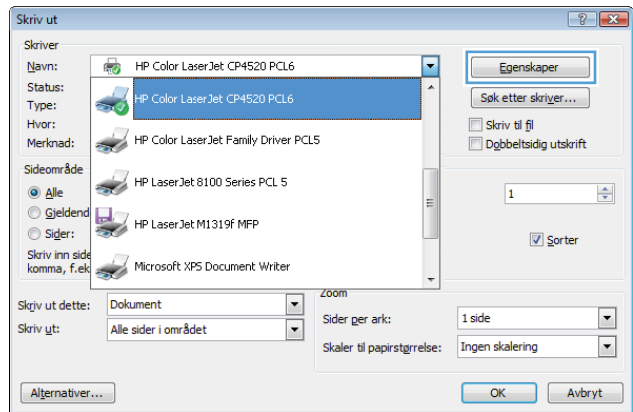 Skriv ut
Skriver
Navn: HP Color LaserJet CP4520 PCL6 Egenskaper
Status: HP Color LaserJet CP4520 PCL6 Søk etter skriver...
Type:
Hvor: Skriv til fil
Merknad: HP Color LaserJet Family Driver PCL5 Dobbeltsidig utskrift
Sideområde
Alle HP LaserJet 8100 Series PCL 5 1
Gjeldend
Sider: HP LaserJet M1319f MFP Sorter
Skriv inn side
komma, f.ek Microsoft XPS Document Writer
Zoom
Skriv ut dette: Dokument Sider per ark: 1 side
Skriv ut: Alle sider i området Skaler til papirstørrelse: Ingen skalering
Alternativer... OK Avbryt